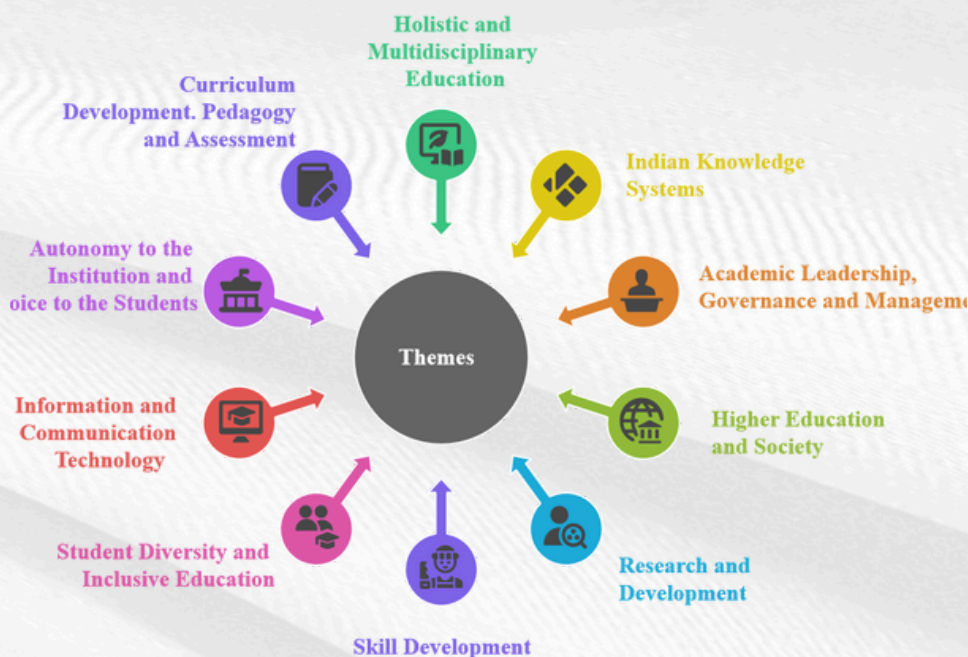 Holistic and
Multidisciplinary
Education
Curriculum
Development. Pedagogy
and Assessment
Indian Knowledge
Systems
Autonomy to the
Institution and
oice to the Students
Academic Leadership,
Governance and Manageme
Themes
Information and
Communication
Technology
Higher Education
and Society
Student Diversity and
Inclusive Education
Research and
Development
Skill Development